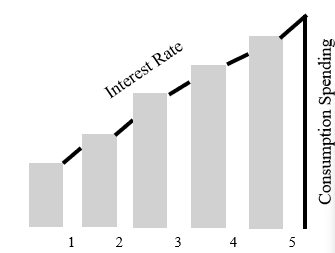 Interest Rate
Consumption Spending
1 2 3 4 5